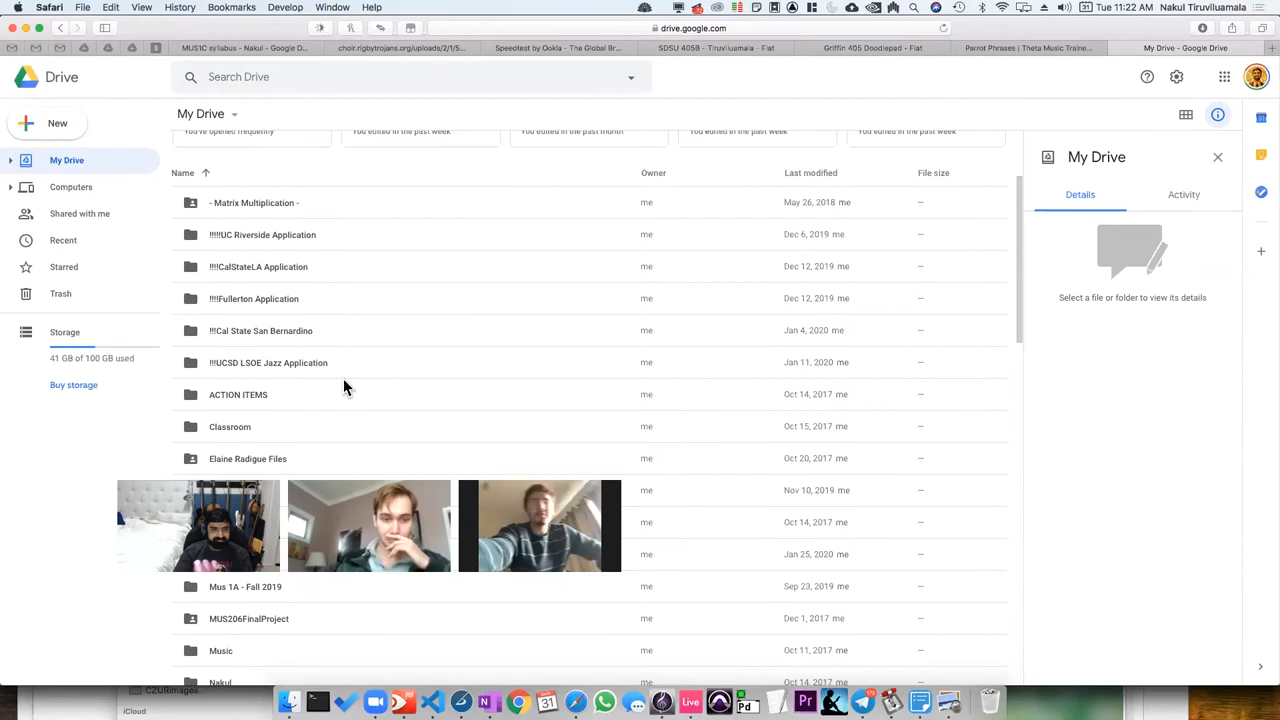 Safari File Edit View History Bookmarks Develop Window Help Tue 11:22 AM Nakul Tiruviluamala
drive.google.com
MUS1C syllabus - Nakul - Google D... choir.rigbytrojans.org/uploads/2/1/5... Speedtest by Ookla - The Global Br... SDSU 405B - Tiruviluamala - Flat Griffin 405 Doodlepad - Flat Parrot Phrases | Theta Music Traine... My Drive - Google Drive
Drive Search Drive
My Drive
New
You've opened frequently You edited in the past week You edited in the past month You edited in the past week You edited in the past week
My Drive
Computers
Shared with me
Recent
Starred
Trash
Storage
41 GB of 100 GB used
Buy storage
Name Owner Last modified File size
- Matrix Multiplication - me May 26, 2018 me –
!!!!!UC Riverside Application me Dec 6, 2019 me –
!!!!CalStateLA Application me Dec 12, 2019 me –
!!!!Fullerton Application me Dec 12, 2019 me –
!!!Cal State San Bernardino me Jan 4, 2020 me –
!!!UCSD LSOE Jazz Application me Jan 11, 2020 me –
ACTION ITEMS me Oct 14, 2017 me –
Classroom me Oct 15, 2017 me –
Elaine Radigue Files me Oct 20, 2017 me –
me Nov 10, 2019 me –
me Oct 14, 2017 me –
me Jan 25, 2020 me –
Mus 1A - Fall 2019 me Sep 23, 2019 me –
MUS206FinalProject me Dec 1, 2017 me –
Music me Oct 11, 2017 me –
Nakul me Oct 14, 2017 me –
My Drive
Details Activity
Select a file or folder to view its details
CZURimages
iCloud
Live
Pd
Pr